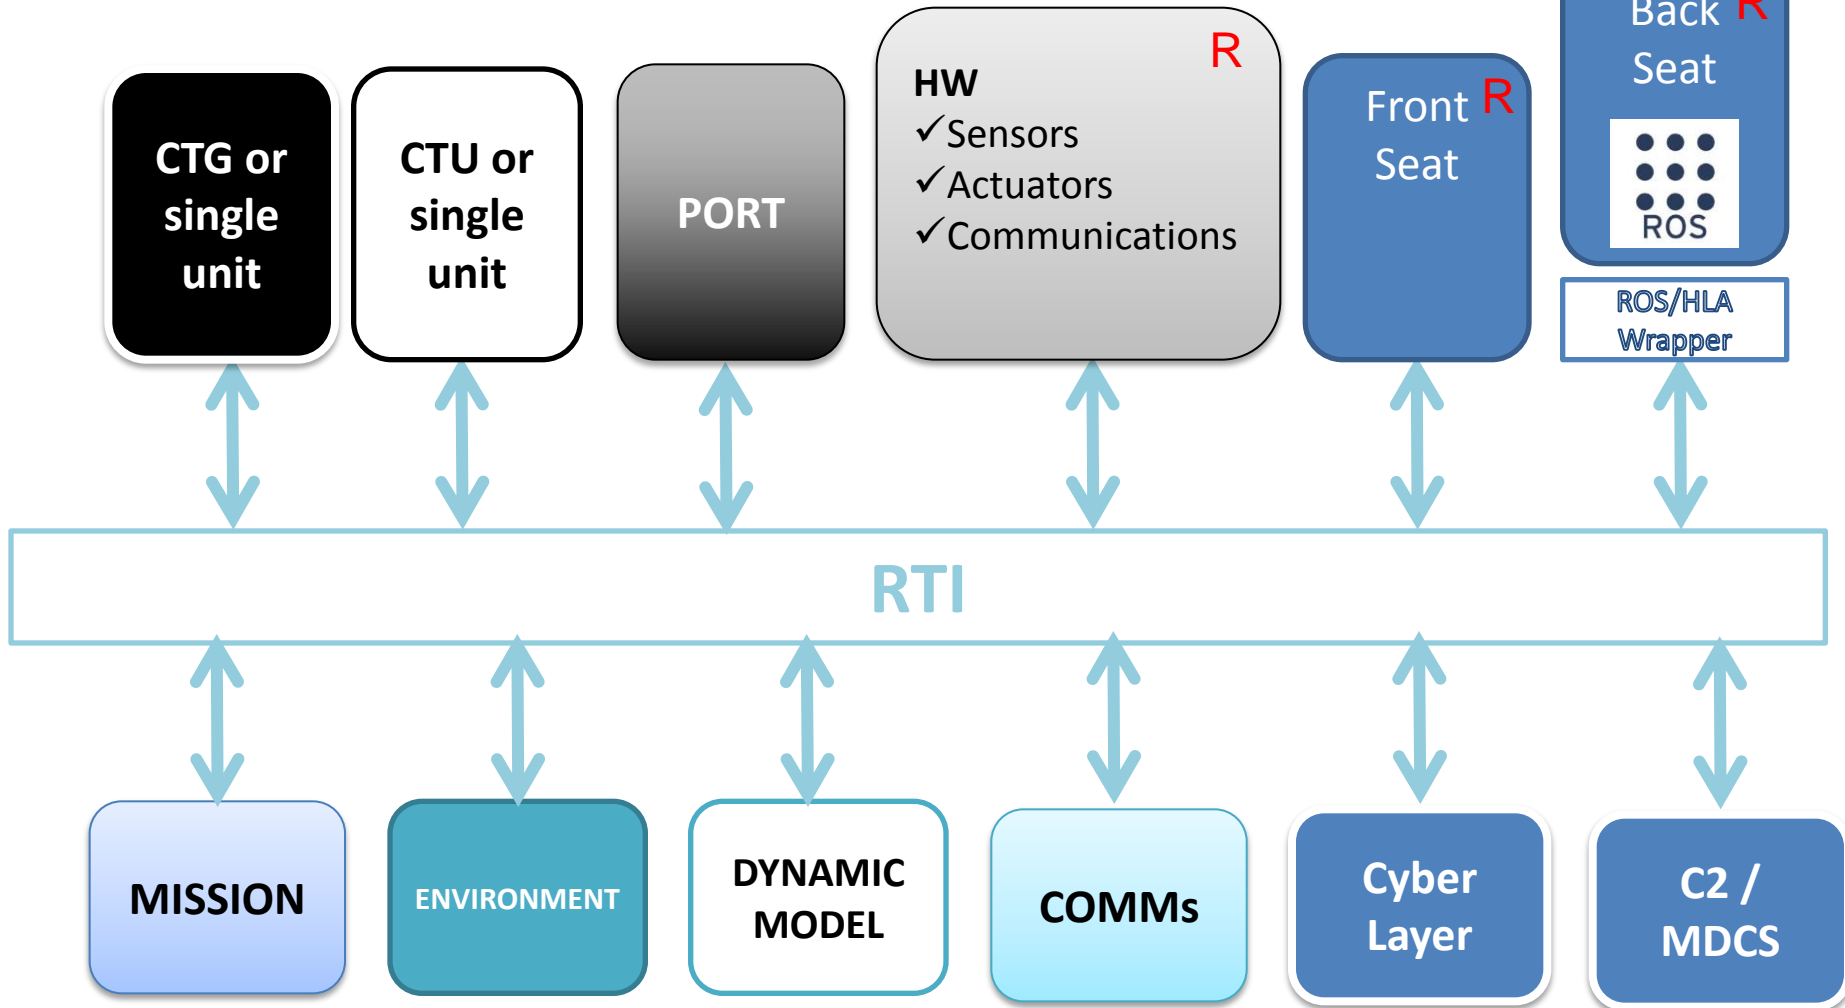 CTG or
single
unit
CTU or
single
unit
PORT
R
HW
✓Sensors
✓Actuators
✓Communications
Front R
Seat
Back R
Seat
ROS
ROS/HLA
Wrapper
RTI
MISSION
ENVIRONMENT
DYNAMIC
MODEL
COMMs
Cyber
Layer
C2 /
MDCS